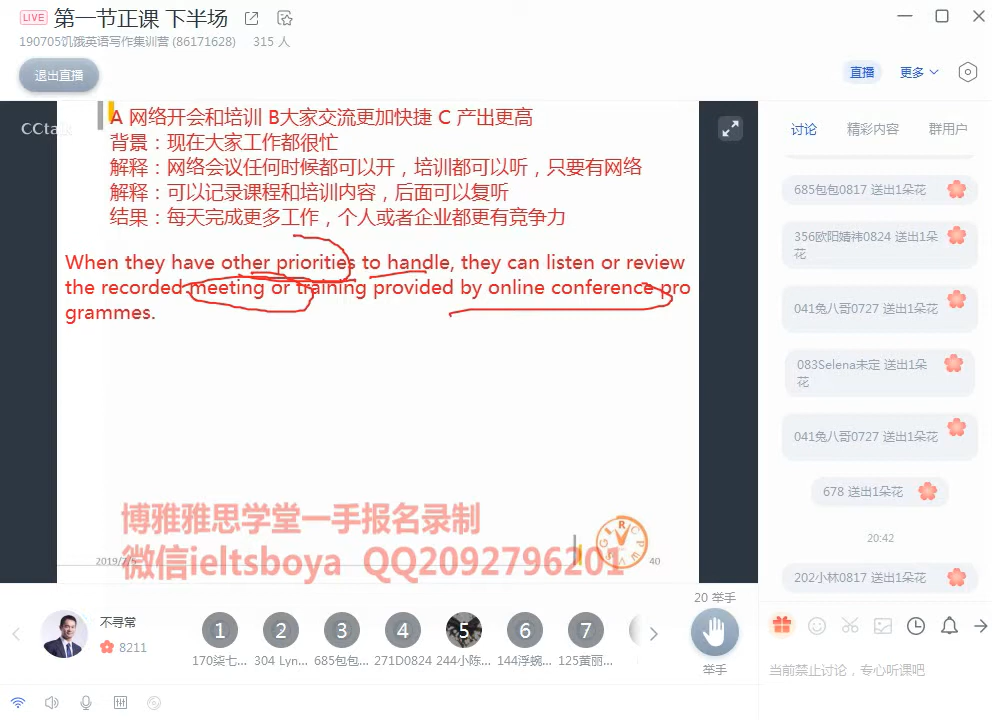 LIVE 第一节正课 下半场
190705饥饿英语写作集训营 (86171628) 315 人
退出直播
直播 更多
CCtalk
A 网络开会和培训 B大家交流更加快捷 C 产出更高
背景：现在大家工作都很忙
解释：网络会议任何时候都可以开，培训都可以听，只要有网络
解释：可以记录课程和培训内容，后面可以复听
结果：每天完成更多工作，个人或者企业都更有竞争力
When they have other priorities to handle, they can listen or review
the recorded meeting or training provided by online conference pro
grammes.
博雅雅思学堂一手报名录制
微信ieltsboya QQ2092796201
2019/7/5
40
讨论 精彩内容 群用户
685包包0817 送出1朵花
356欧阳婧祎0824 送出1朵
花
041兔八哥0727 送出1朵花
083Selena未定 送出1朵
花
041兔八哥0727 送出1朵花
678 送出1朵花
20:42
202小林0817 送出1朵花
不寻常
8211
1 2 3 4 5 6 7
170柒七... 304 Lyn... 685包包... 271D0824 244小陈... 144浮婉... 125黄丽...
20 举手
举手
当前禁止讨论，专心听课吧